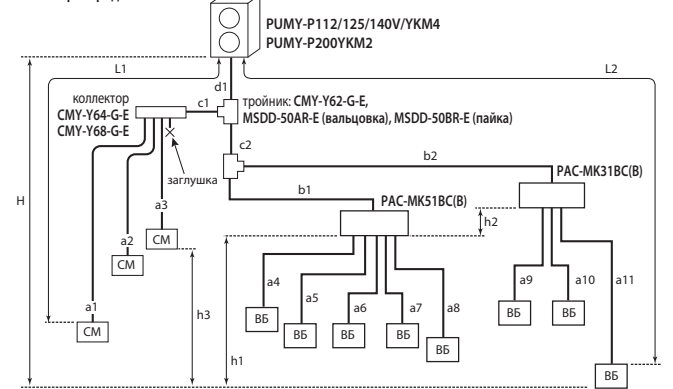 PUMY-P112/125/140V/YKM4
PUMY-P200YKM2
L1
L2
d1
коллектор
CMY-Y64-G-E
CMY-Y68-G-E
c1
тройник: CMY-Y62-G-E,
MSDD-50AR-E (вальцовка), MSDD-50BR-E (пайка)
c2
b2
заглушка
b1
PAC-MK31BC(B)
H
PAC-MK51BC(B)
a3
h2
a2
СМ
СМ
a1
h3
a4
a5
a6
a7
a8
a9
a10
a11
СМ
ВБ
ВБ
ВБ
ВБ
ВБ
ВБ
ВБ
h1
ВБ